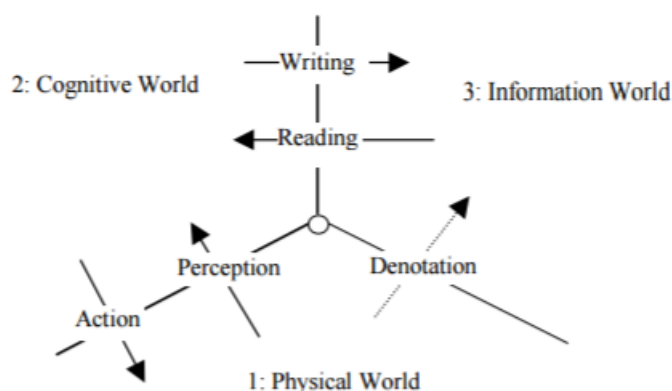 Writing
2: Cognitive World
3: Information World
Reading
Perception
Denotation
Action
1: Physical World